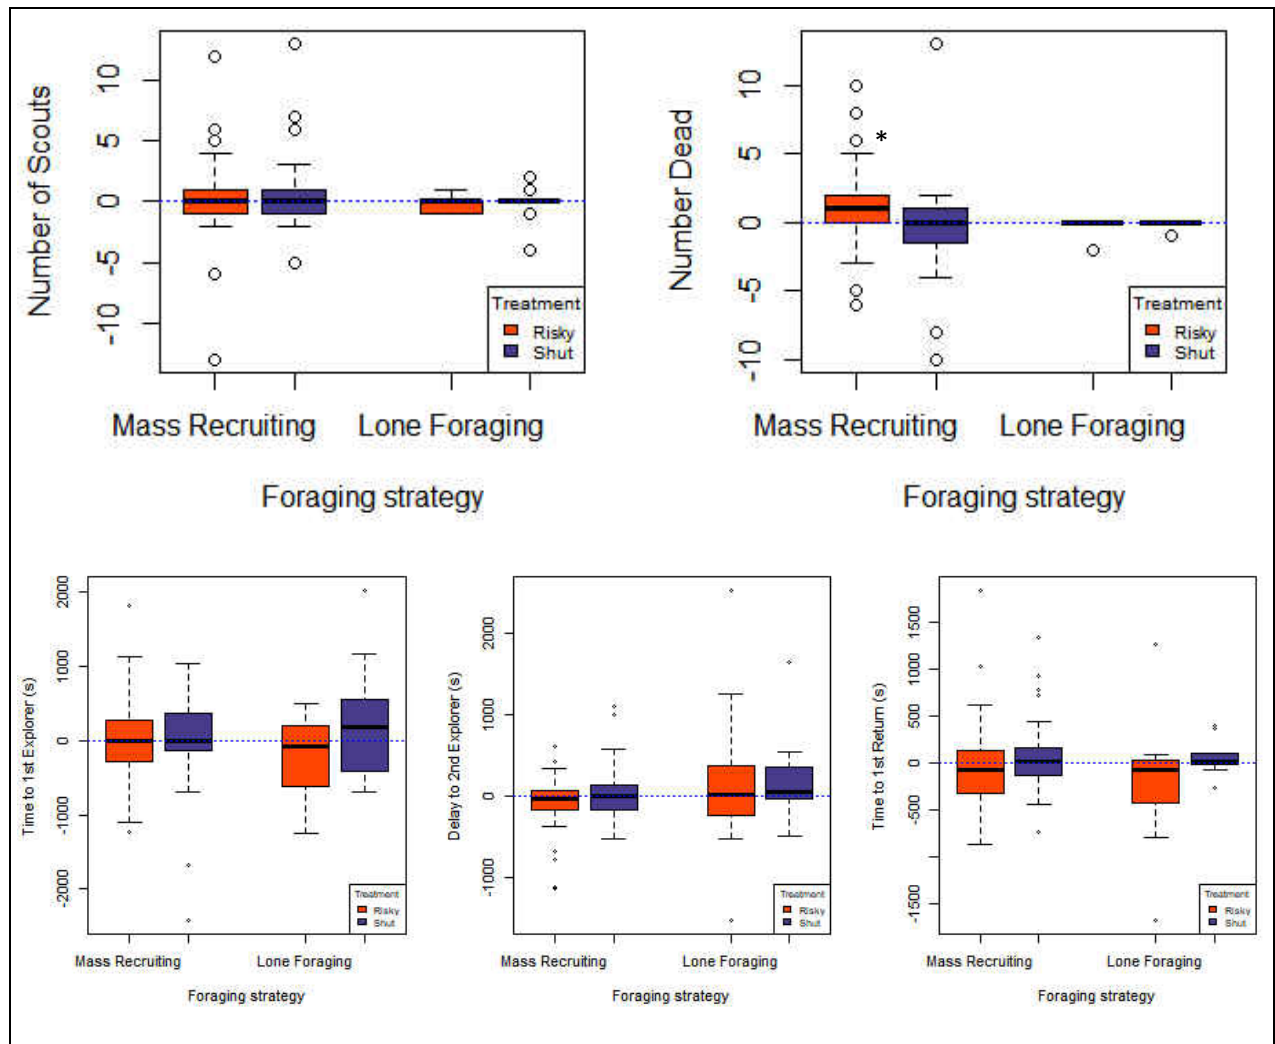 Number of Scouts
10
5
0
-5
-10
Treatment
Risky
Shut
Mass Recruiting Lone Foraging
Foraging strategy
Number Dead
10
5
0
-5
-10
*
Treatment
Risky
Shut
Mass Recruiting Lone Foraging
Foraging strategy
Time to 1st Explorer (s)
2000
1000
0
-1000
-2000
Treatment
Risky
Shut
Mass Recruiting Lone Foraging
Foraging strategy
Delay to 2nd Explorer (s)
2000
1000
0
-1000
Treatment
Risky
Shut
Mass Recruiting Lone Foraging
Foraging strategy
Time to 1st Return (s)
1500
1000
500
0
-500
-1500
Treatment
Risky
Shut
Mass Recruiting Lone Foraging
Foraging strategy